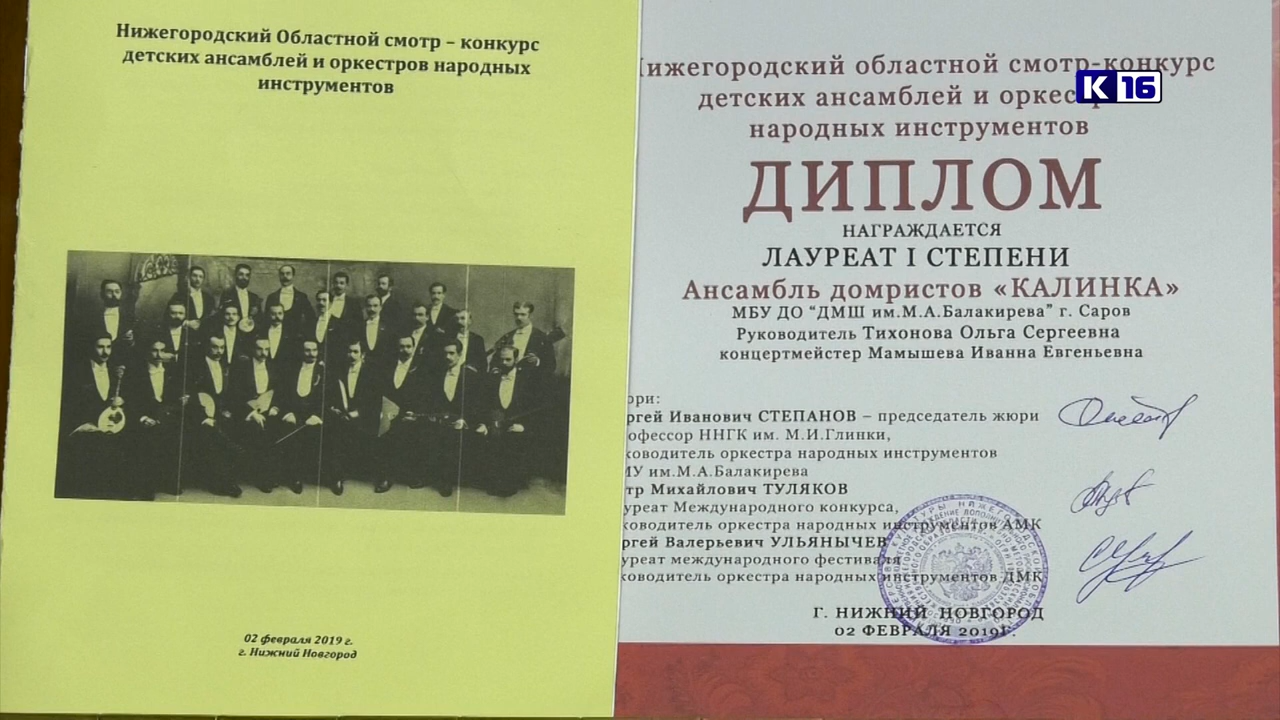 Нижегородский Областной смотр – конкурс
детских ансамблей и оркестров народных
инструментов
02 февраля 2019 г.
г. Нижний Новгород
К 16
Нижегородский областной смотр-конкурс
детских ансамблей и оркес
народных инструментов
ДИПЛОМ
НАГРАЖДАЕТСЯ
ЛАУРЕАТ I СТЕПЕНИ
Ансамбль домристов «КАЛИНКА»
МБУ ДО “ДМШ им.М.А.Балакирева” г. Саров
Руководитель Тихонова Ольга Сергеевна
концертмейстер Мамышева Иванна Евгеньевна
юри:
ргей Иванович СТЕПАНОВ – председатель жюри
офессор ННГК им. М.И.Глинки,
ководитель оркестра народных инструментов
МУ им.М.А.Балакирева
тр Михайлович ТУЛЯКОВ
уреат Международного конкурса,
ководитель оркестра народных инструментов АМК
ргей Валерьевич УЛЬЯНЫЧЕВ
уреат международного фестиваля
ководитель оркестра народных инструментов ДМК
Г. НИЖНИЙ НОВГОРОД
02 ФЕВРАЛЯ 2019Г.